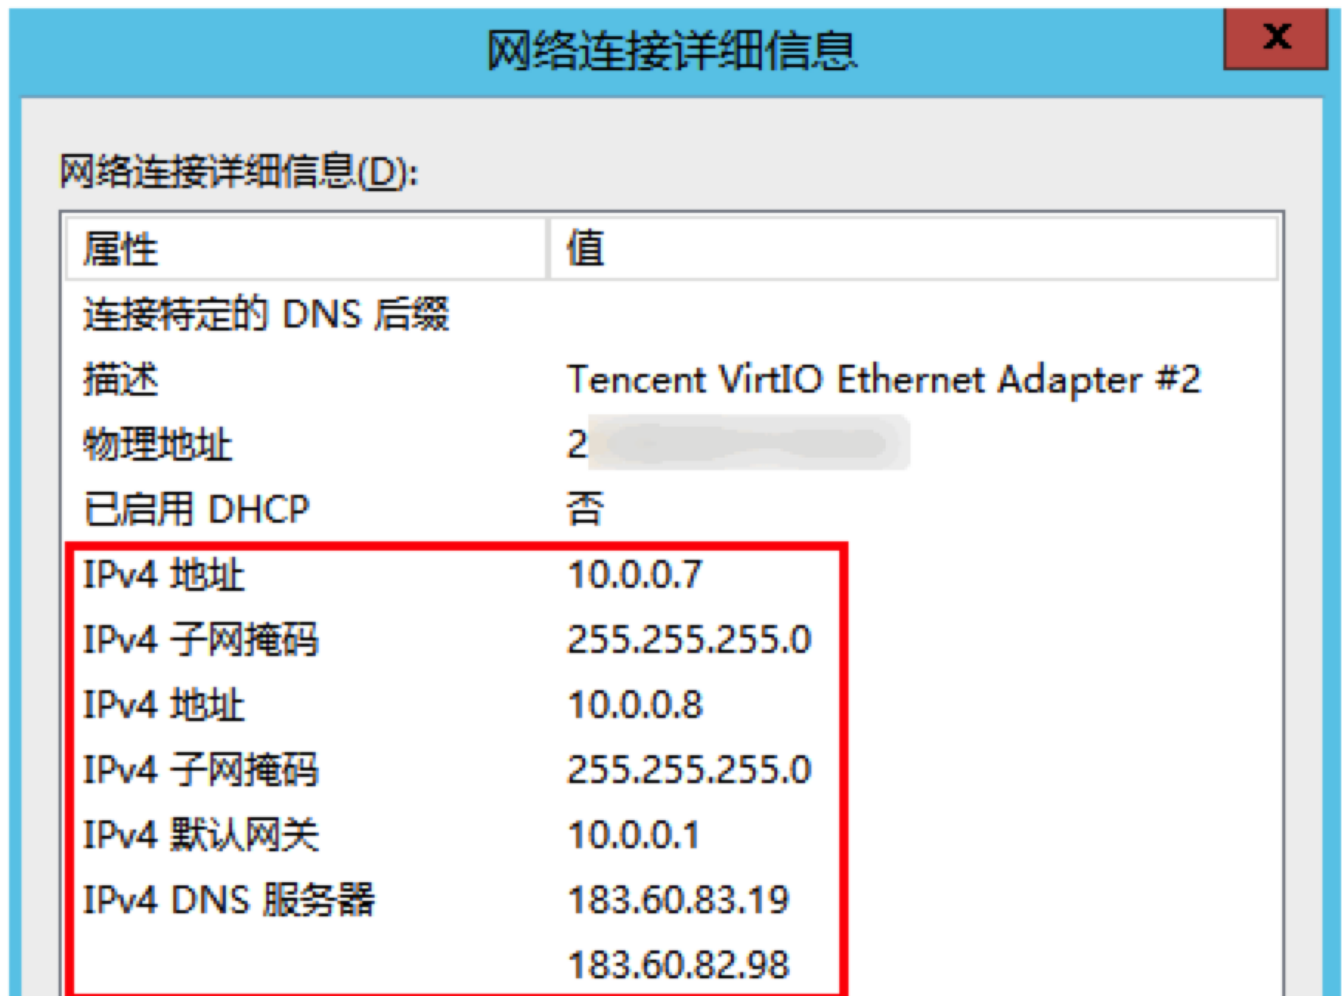 网络连接详细信息
x
网络连接详细信息(D):
属性 值
连接特定的 DNS 后缀
描述 Tencent VirtIO Ethernet Adapter #2
物理地址 2
已启用 DHCP 否
IPv4 地址 10.0.0.7
IPv4 子网掩码 255.255.255.0
IPv4 地址 10.0.0.8
IPv4 子网掩码 255.255.255.0
IPv4 默认网关 10.0.0.1
IPv4 DNS 服务器 183.60.83.19
183.60.82.98